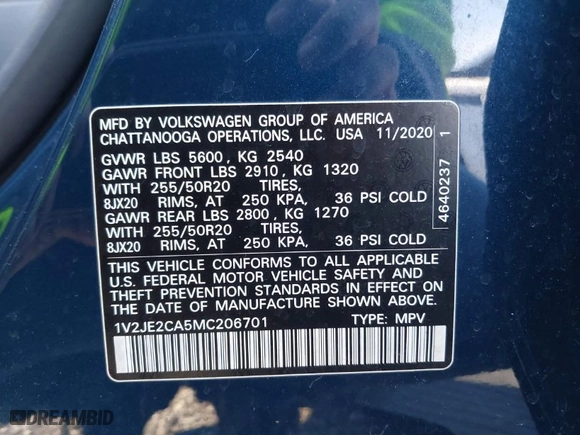 MFD BY VOLKSWAGEN GROUP OF AMERICA
CHATTANOOGA OPERATIONS, LLC. USA 11/2020
GVWR LBS 5600, KG 2540
GAWR FRONT LBS 2910, KG 1320
WITH 255/50R20 TIRES,
8JX20 RIMS, AT 250 KPA, 36 PSI COLD
GAWR REAR LBS 2800, KG 1270
WITH 255/50R20 TIRES,
8JX20 RIMS, AT 250 KPA, 36 PSI COLD
THIS VEHICLE CONFORMS TO ALL APPLICABLE
U.S. FEDERAL MOTOR VEHICLE SAFETY AND
THEFT PREVENTION STANDARDS IN EFFECT ON THE
DATE OF MANUFACTURE SHOWN ABOVE.
1V2JE2CA5MC206701 TYPE: MPV
4640237 1
DREAMBID